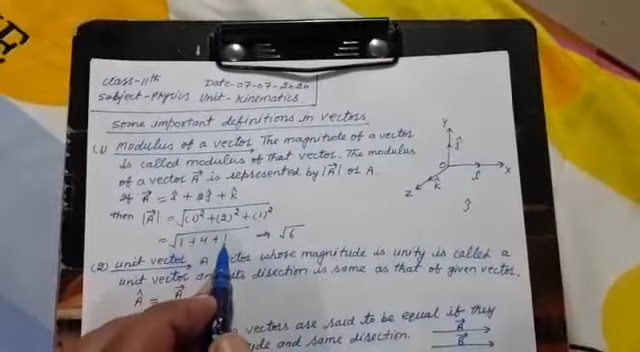 Class-11th Date-07-07-2020
Subject-Physics Unit-Kinematics
Some important definitions in vectors
(1) modulus of a vector The magnitude of a vector
is called modulus of that vector. The modulus
of a vector A⃗ is represented by |A⃗| or A.
If A⃗ = î + 2ĵ + k̂
then |A⃗| = √(1)² + (2)² + (1)²
= √1 + 4 + 1 ⇒ √6
Y
ĵ
O
î
X
k̂
Z
ĵ
(2) unit vector → A vector whose magnitude is unity is called a
unit vector and its direction is same as that of given vector.
Â = A⃗
vectors are said to be equal if they
and same direction.
A⃗
B⃗